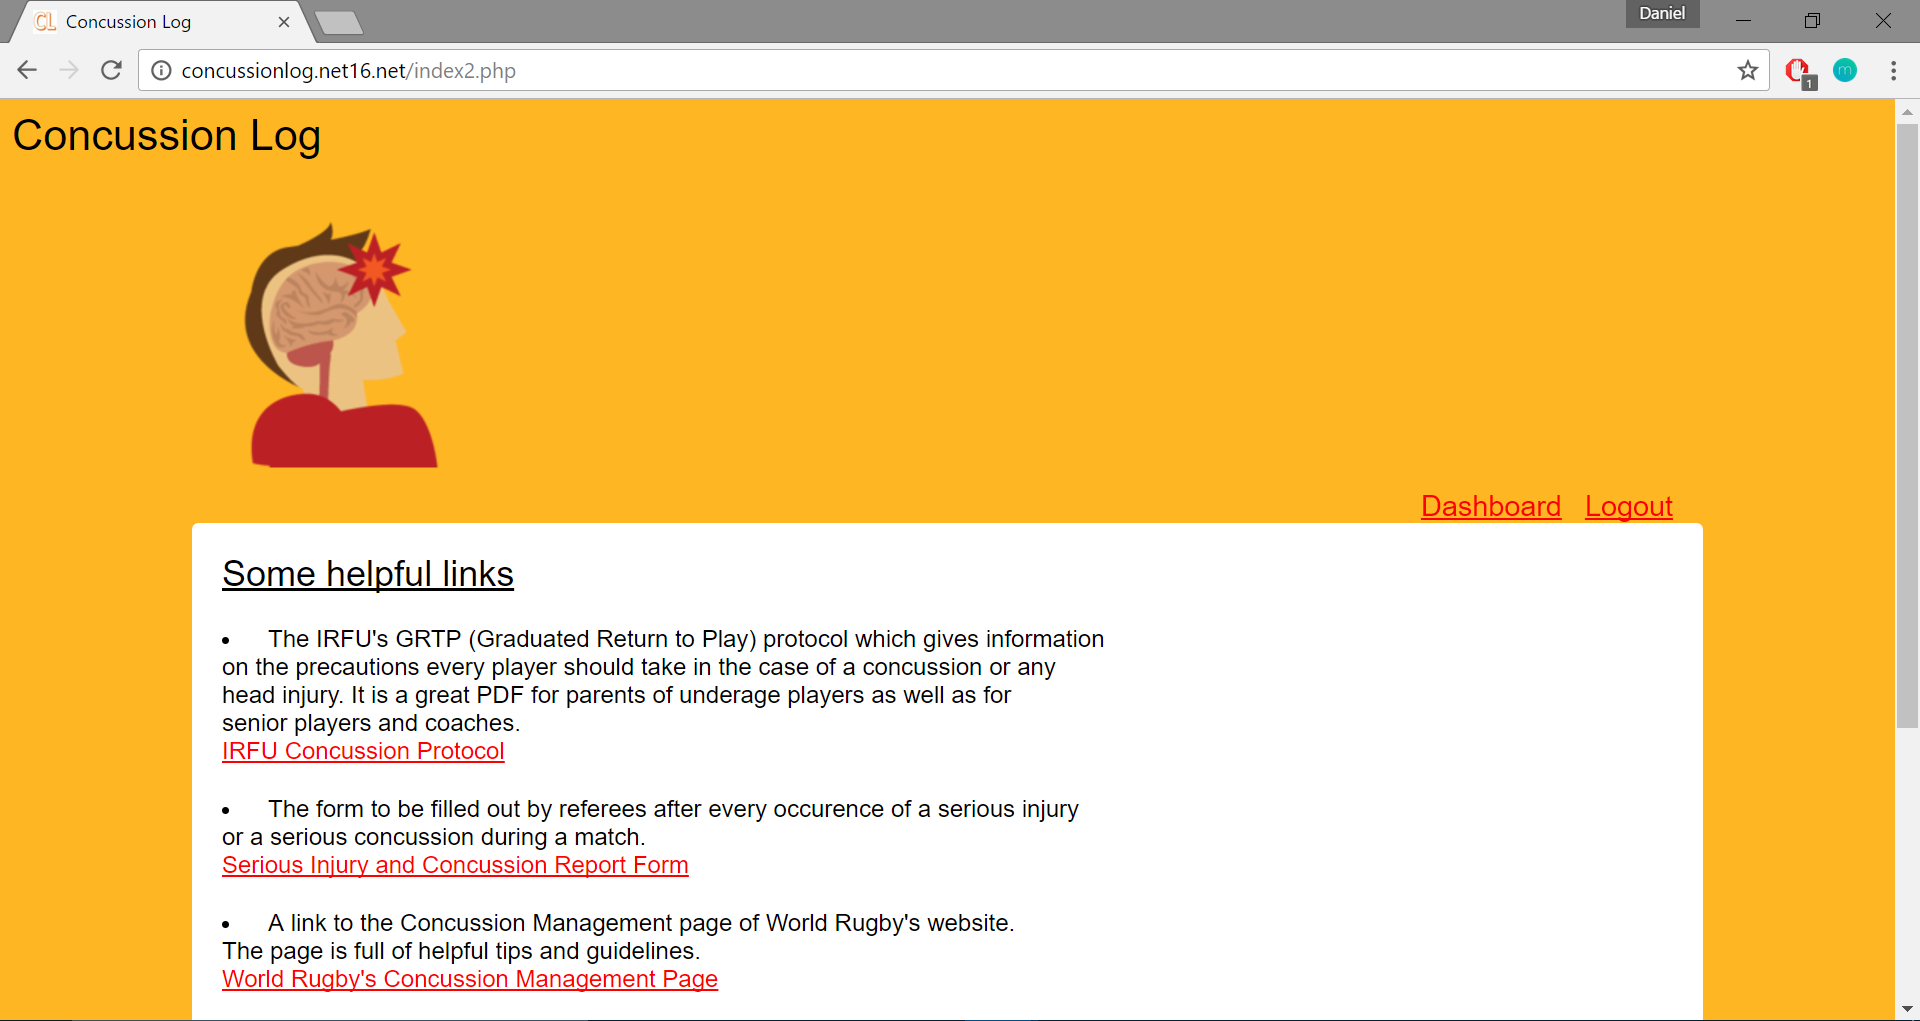 CL Concussion Log
Daniel
concussionlog.net16.net/index2.php
1
m
Concussion Log
Dashboard Logout
Some helpful links
• The IRFU's GRTP (Graduated Return to Play) protocol which gives information
on the precautions every player should take in the case of a concussion or any
head injury. It is a great PDF for parents of underage players as well as for
senior players and coaches.
IRFU Concussion Protocol
• The form to be filled out by referees after every occurence of a serious injury
or a serious concussion during a match.
Serious Injury and Concussion Report Form
• A link to the Concussion Management page of World Rugby's website.
The page is full of helpful tips and guidelines.
World Rugby's Concussion Management Page